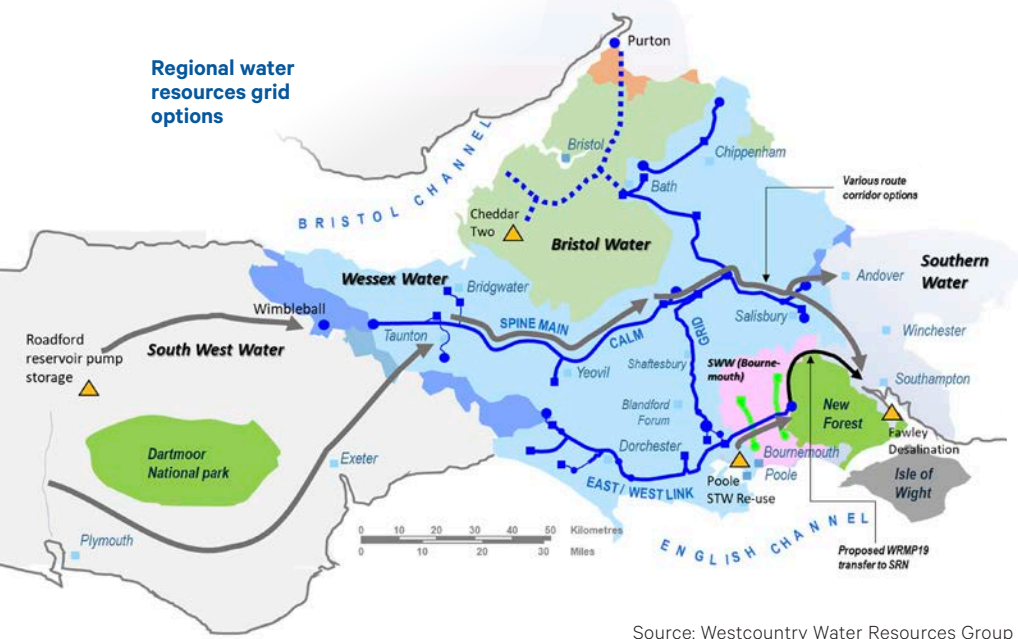 Regional water
resources grid
options
Purton
BRISTOL CHANNEL
Bristol
Chippenham
Bath
Various route
corridor options
Cheddar
Two
Bristol Water
Southern
Water
Wessex Water
Bridgwater
Andover
Wimbleball
SPINE MAIN
Salisbury
Winchester
Roadford
reservoir pump
storage
South West Water
Taunton
CALM
GRID
Yeovil
Shaftesbury
SWW (Bourne-
mouth)
Southampton
Blandford
Forum
New
Forest
Fawley
Desalination
Dartmoor
National park
Exeter
Dorchester
Bournemouth
Poole
Poole
STW Re-use
Isle of
Wight
EAST/WEST LINK
Plymouth
0 10 20 30 40 50 Kilometres
0 10 20 30 Miles
ENGLISH CHANNEL
Proposed WRMP19
transfer to SRN
Source: Westcountry Water Resources Group